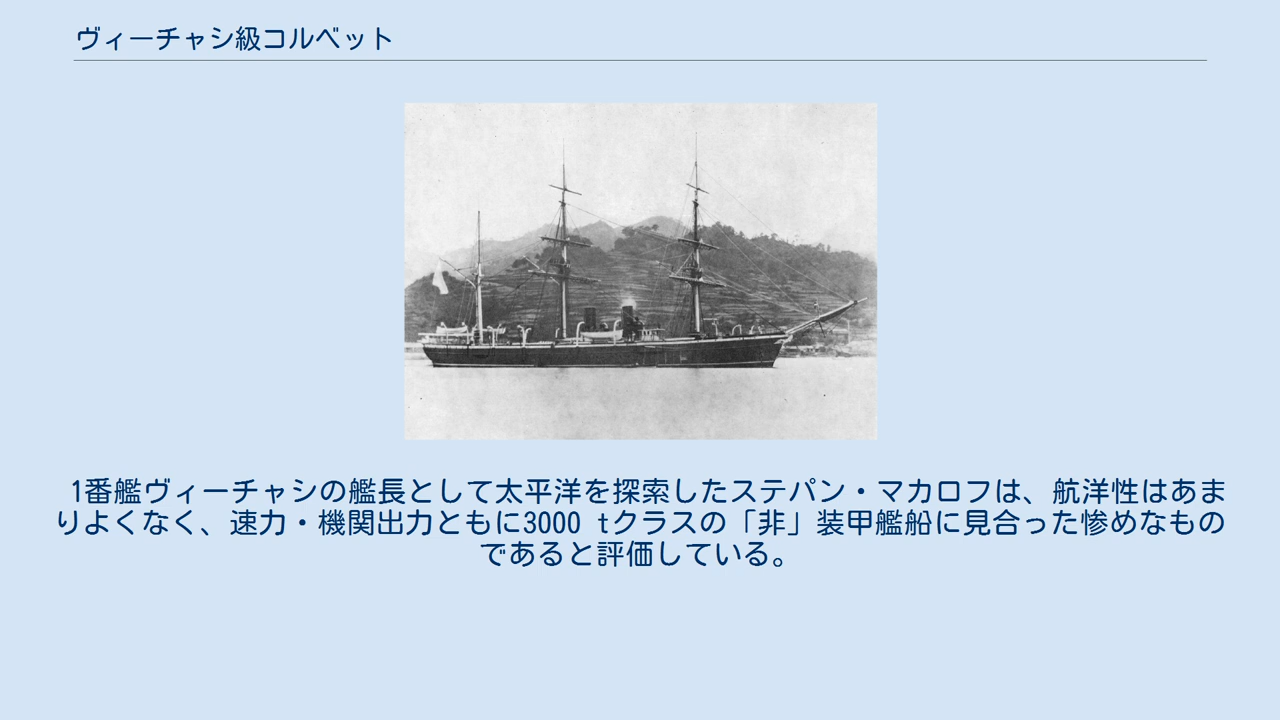 ヴィーチャシ級コルベット
1番艦ヴィーチャシの艦長として太平洋を探索したステパン・マカロフは、航洋性はあま
りよくなく、速力・機関出力ともに3000 tクラスの「非」装甲艦船に見合った惨めなもの
であると評価している。